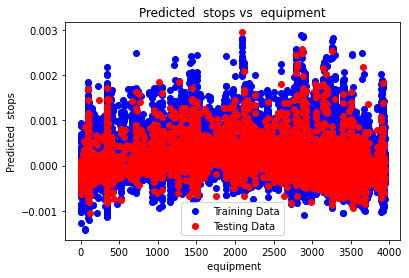 Predicted stops vs equipment
Predicted stops
0.003
0.002
0.001
0.000
−0.001
0 500 1000 1500 2000 2500 3000 3500 4000
equipment
Training Data
Testing Data